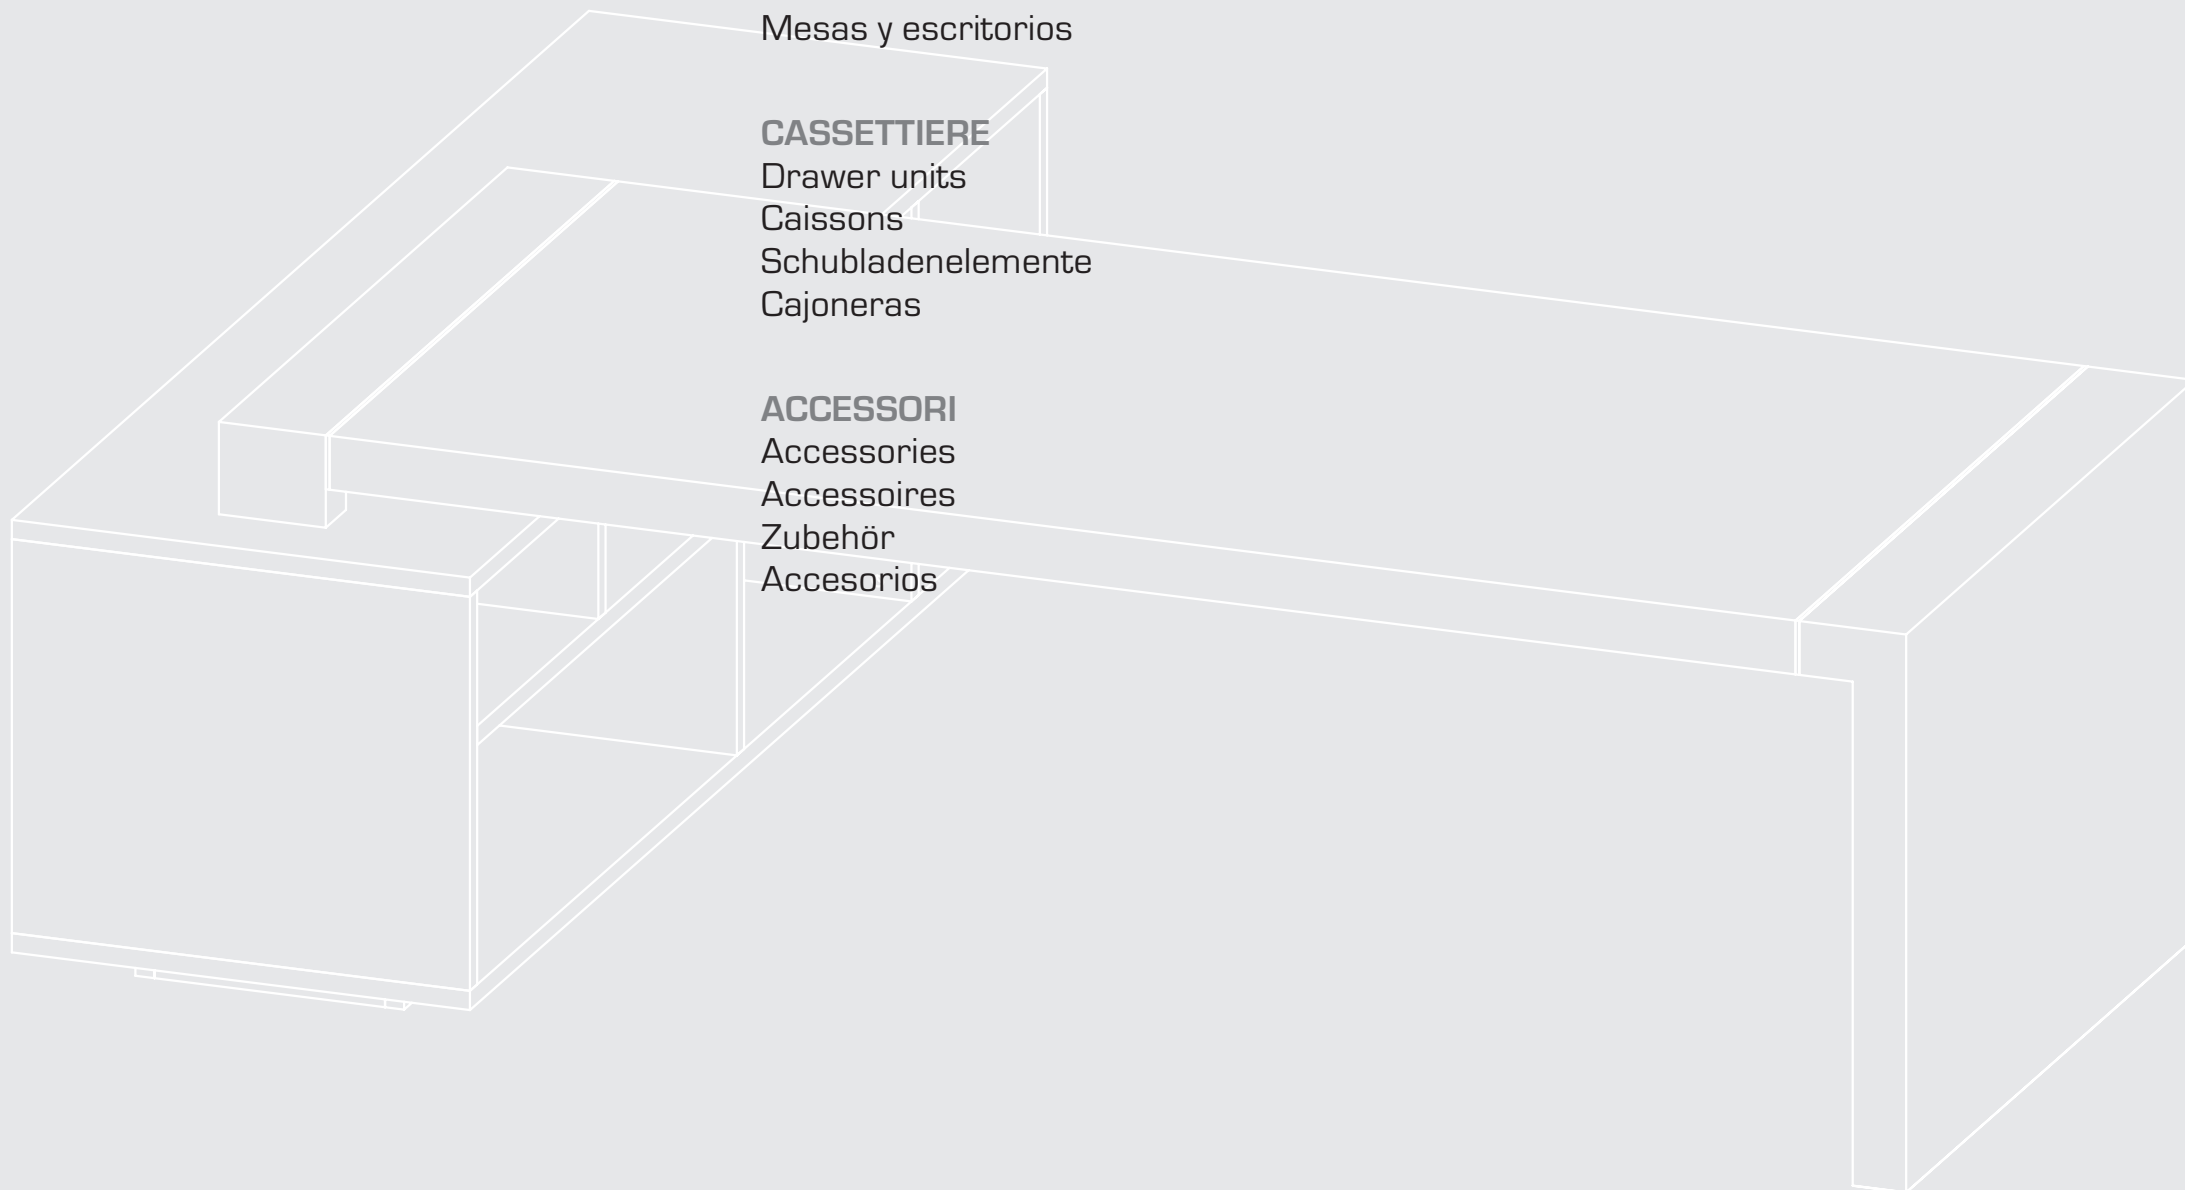 Mesas y escritorios
CASSETTIERE
Drawer units
Caissons
Schubladenelemente
Cajoneras
ACCESSORI
Accessories
Accessoires
Zubehör
Accesorios